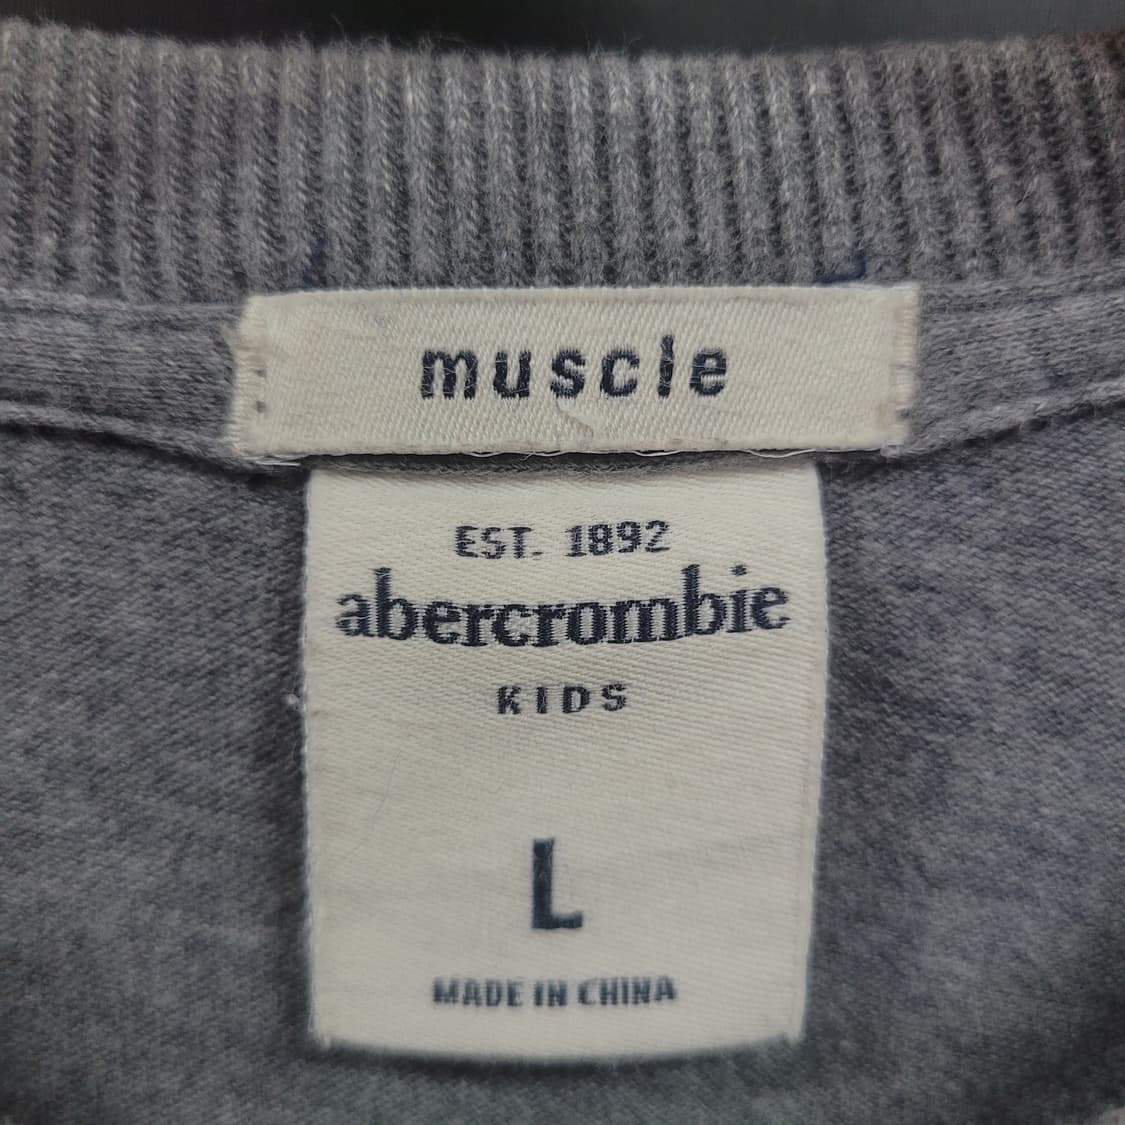 muscle
EST. 1892
abercrombie
KIDS
L
MADE IN CHINA